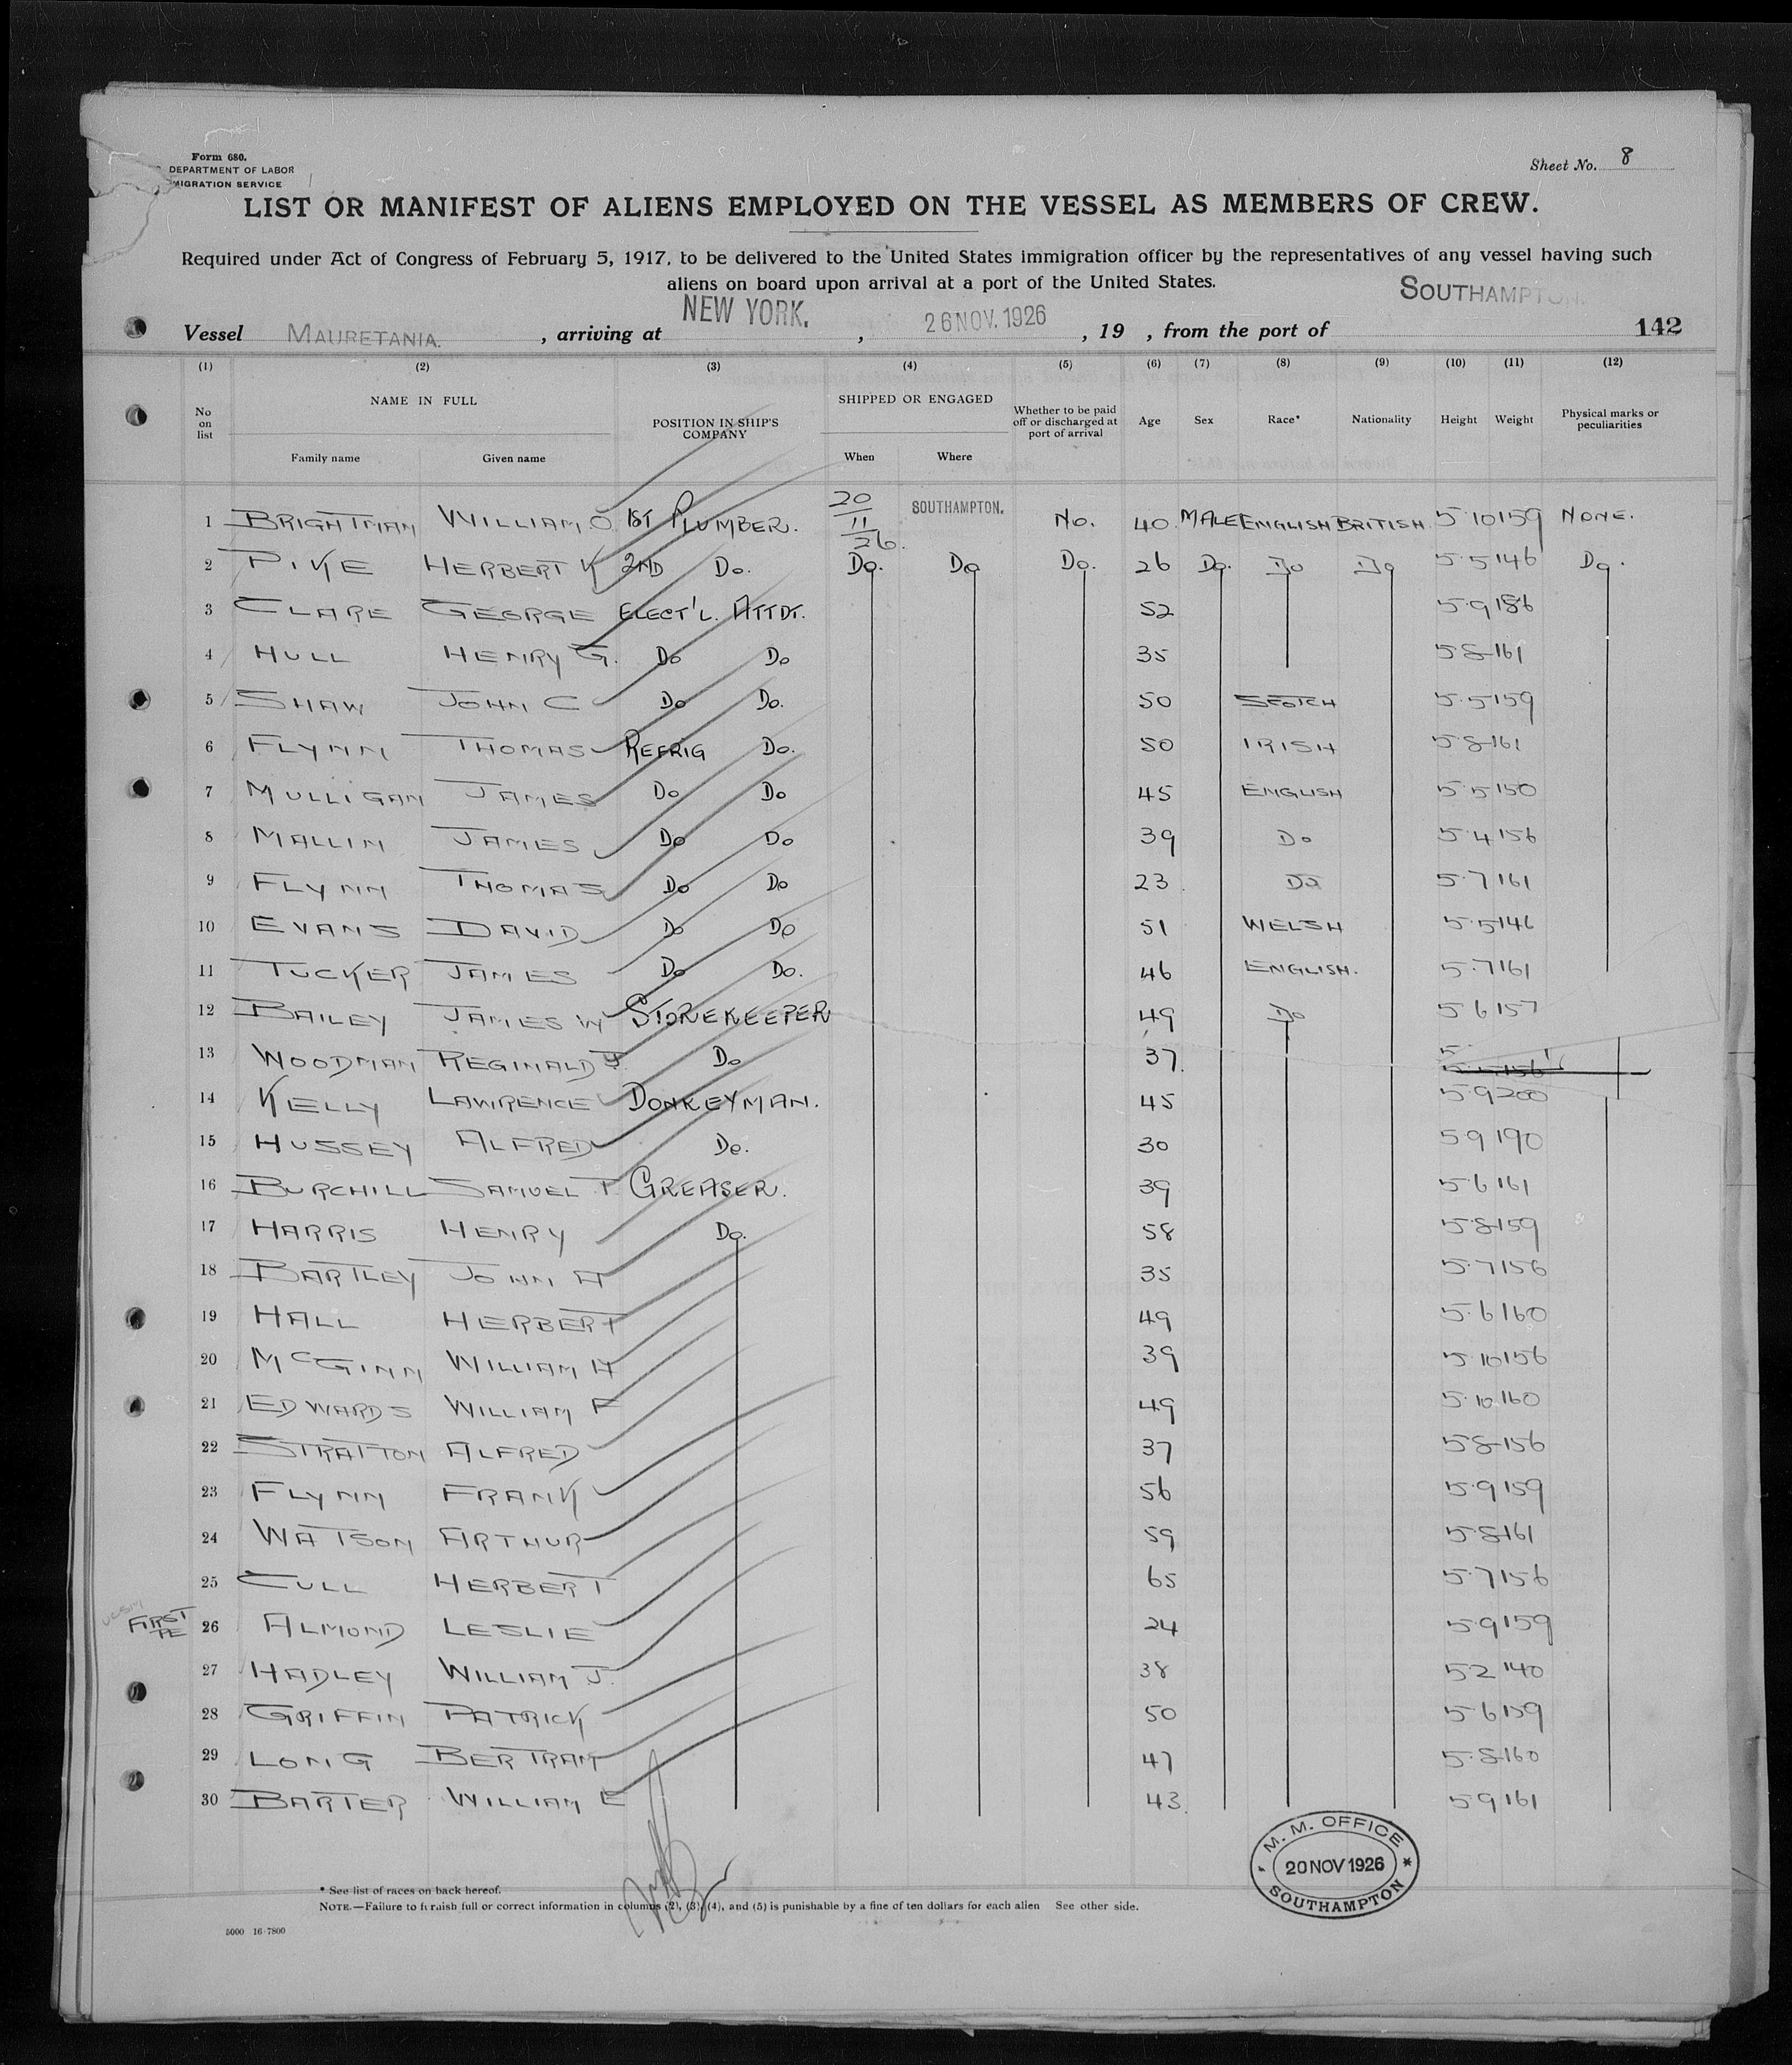 Form 680.
DEPARTMENT OF LABOR
MIGRATION SERVICE
Sheet No. 8
LIST OR MANIFEST OF ALIENS EMPLOYED ON THE VESSEL AS MEMBERS OF CREW.
Required under Act of Congress of February 5, 1917, to be delivered to the United States immigration officer by the representatives of any vessel having such
aliens on board upon arrival at a port of the United States.
Vessel MAURETANIA. , arriving at NEW YORK. , 26 NOV. 1926 , 19 , from the port of SOUTHAMPTON. 142
(1) (2) (3) (4) (5) (6) (7) (8) (9) (10) (11) (12)
No on list NAME IN FULL POSITION IN SHIP'S COMPANY SHIPPED OR ENGAGED Whether to be paid off or discharged at port of arrival Age Sex Race* Nationality Height Weight Physical marks or peculiarities
Family name Given name When Where
1 BRIGHTMAN WILLIAM O 1ST PLUMBER. 20/11/26. SOUTHAMPTON. No. 40 MALE ENGLISH BRITISH 5·10 159 NONE.
2 PIKE HERBERT K 2ND Do. Do. Do Do. 26 Do. Do Do 5·5 146 Do.
3 CLARE GEORGE ELECT'L. ATTDT. 52 5·9 186
4 HULL HENRY G. Do Do 35 5·8 161
5 SHAW JOHN C Do Do. 50 SCOTCH 5·5 159
6 FLYNN THOMAS REFRIG Do. 50 IRISH 5·8 161
7 MULLIGAN JAMES Do Do 45 ENGLISH 5·5 150
8 MALLIN JAMES Do Do 39 Do 5·4 156
9 FLYNN THOMAS Do Do 23 Do 5·7 161
10 EVANS DAVID Do Do 51 WELSH 5·5 146
11 TUCKER JAMES Do Do. 46 ENGLISH. 5·7 161
12 BAILEY JAMES W STOREKEEPER 49 Do 5·6 157
13 WOODMAN REGINALD J. Do 37. 156
14 KELLY LAWRENCE DONKEYMAN. 45 5·9 200
15 HUSSEY ALFRED Do. 30 5 9 190
16 BURCHILL SAMUEL T GREASER. 39 5·6 161
17 HARRIS HENRY Do. 58 5·8 159
18 BARTLEY JOHN A 35 5·7 156
19 HALL HERBERT 49 5·6 160
20 McGINN WILLIAM H 39 5·10 156
21 EDWARDS WILLIAM F 49 5·10 160
22 STRATTON ALFRED 37 5·8 156
23 FLYNN FRANK 56 5·9 159
24 WATSON ARTHUR 59 5·8 161
25 CULL HERBERT 65 5·7 156
FIRST 26 ALMOND LESLIE 24 5·9 159
27 HADLEY WILLIAM J. 38 5·2 140
28 GRIFFIN PATRICK 50 5·6 159
29 LONG BERTRAM 47 5·8 160
30 BARTER WILLIAM E 43. 5 9 161
M. M. OFFICE
20 NOV 1926
SOUTHAMPTON
* See list of races on back hereof.
NOTE.—Failure to furnish full or correct information in columns (2), (3), (4), and (5) is punishable by a fine of ten dollars for each alien See other side.
5000 16-7800